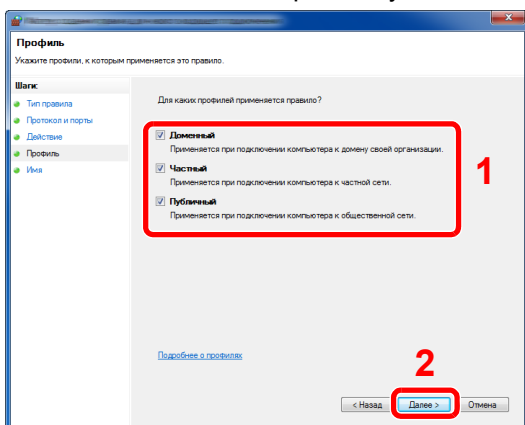 Профиль
Укажите профили, к которым применяется это правило.
Шаги:
Тип правила
Протокол и порты
Действие
Профиль
Имя
Для каких профилей применяется правило?
Доменный
Применяется при подключении компьютера к домену своей организации.
Частный
Применяется при подключении компьютера к частной сети.
Публичный
Применяется при подключении компьютера к общественной сети.
1
Подробнее о профилях
2
< Назад
Далее >
Отмена